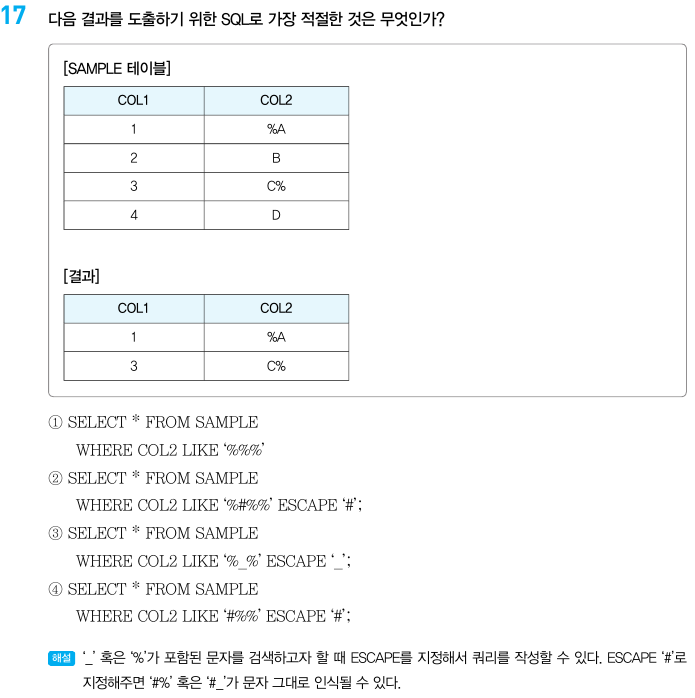 17 다음 결과를 도출하기 위한 SQL로 가장 적절한 것은 무엇인가?
[SAMPLE 테이블]
COL1 COL2
1 %A
2 B
3 C%
4 D
[결과]
COL1 COL2
1 %A
3 C%
① SELECT * FROM SAMPLE
WHERE COL2 LIKE ‘%%%’
② SELECT * FROM SAMPLE
WHERE COL2 LIKE ‘%#%%’ ESCAPE ‘#’;
③ SELECT * FROM SAMPLE
WHERE COL2 LIKE ‘%_%’ ESCAPE ‘_’;
④ SELECT * FROM SAMPLE
WHERE COL2 LIKE ‘#%%’ ESCAPE ‘#’;
해설 ‘_’ 혹은 ‘%’가 포함된 문자를 검색하고자 할 때 ESCAPE를 지정해서 쿼리를 작성할 수 있다. ESCAPE ‘#’로
지정해주면 ‘#%’ 혹은 ‘#_’가 문자 그대로 인식될 수 있다.